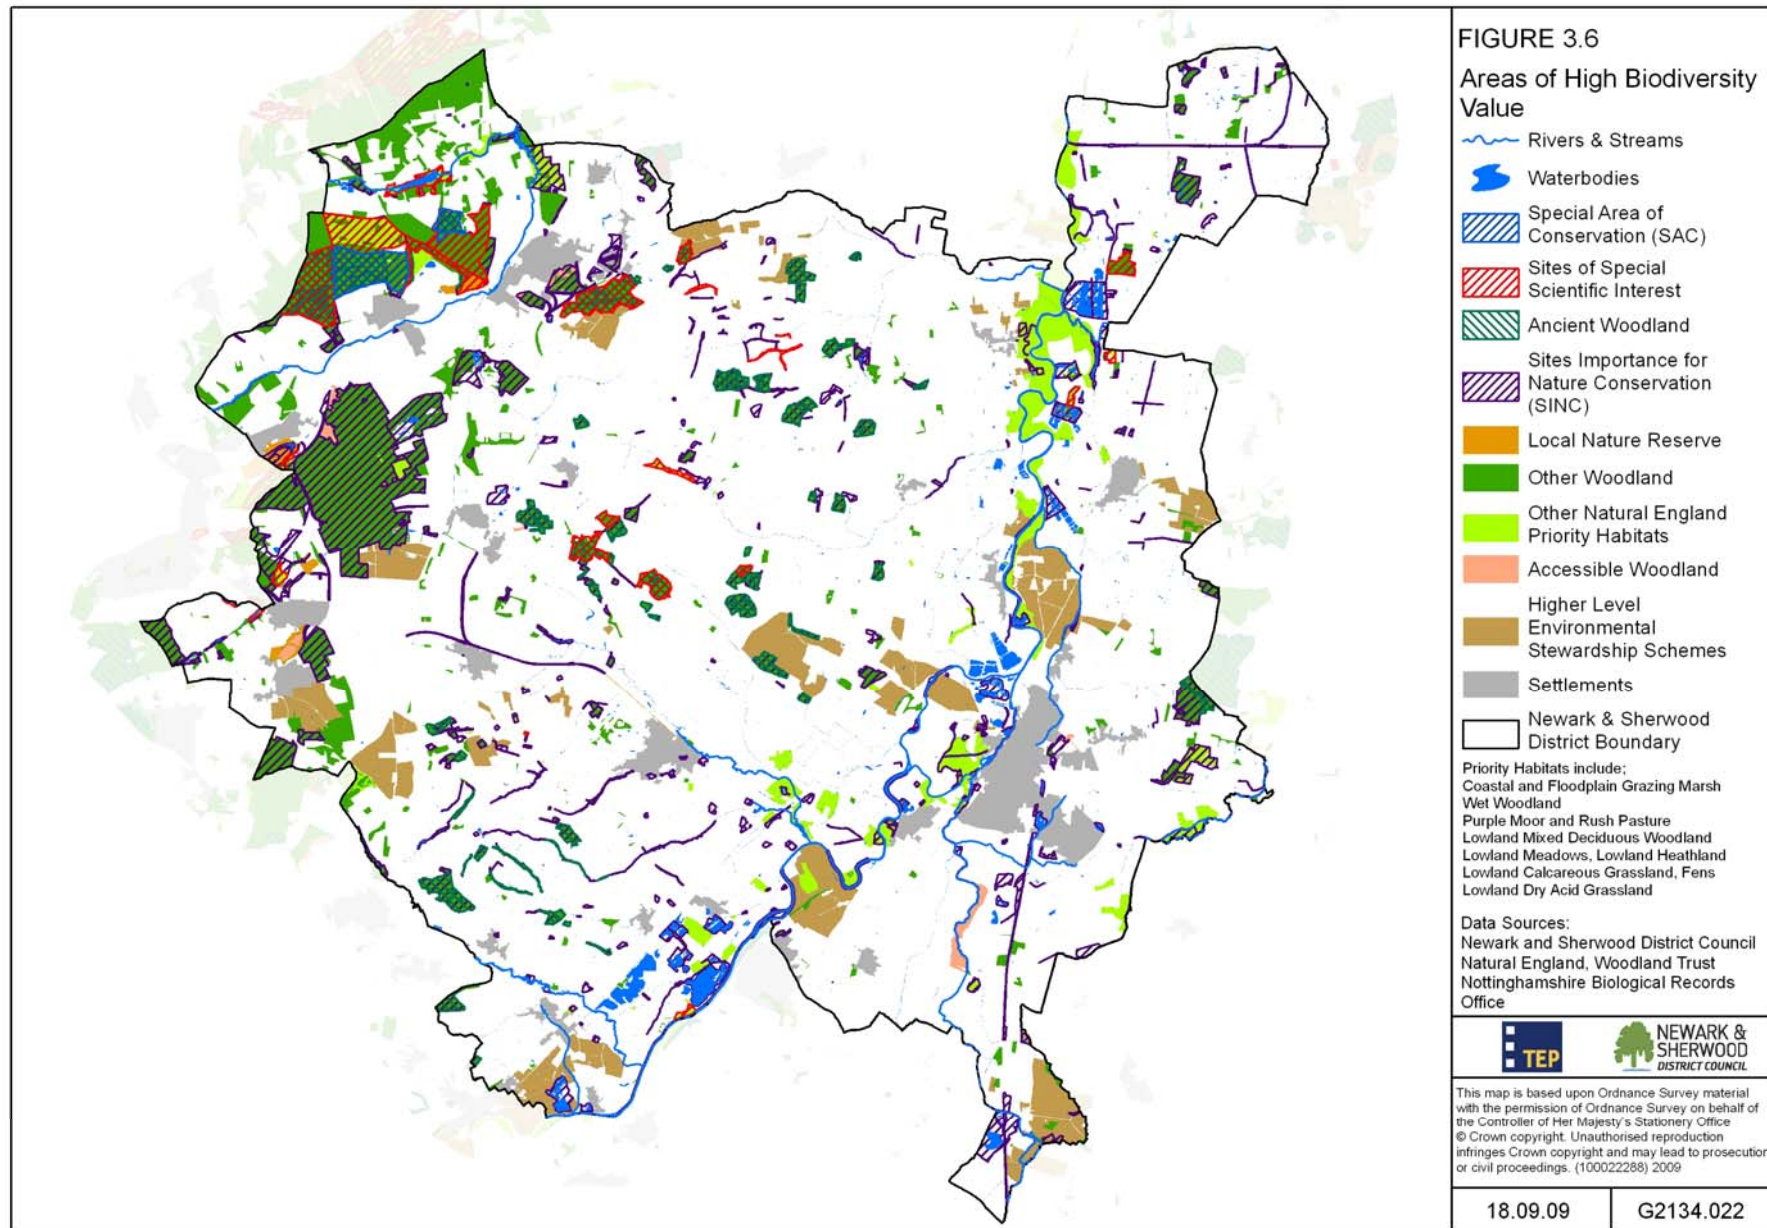 FIGURE 3.6
Areas of High Biodiversity
Value
Rivers & Streams
Waterbodies
Special Area of
Conservation (SAC)
Sites of Special
Scientific Interest
Ancient Woodland
Sites Importance for
Nature Conservation
(SINC)
Local Nature Reserve
Other Woodland
Other Natural England
Priority Habitats
Accessible Woodland
Higher Level
Environmental
Stewardship Schemes
Settlements
Newark & Sherwood
District Boundary
Priority Habitats include;
Coastal and Floodplain Grazing Marsh
Wet Woodland
Purple Moor and Rush Pasture
Lowland Mixed Deciduous Woodland
Lowland Meadows, Lowland Heathland
Lowland Calcareous Grassland, Fens
Lowland Dry Acid Grassland
Data Sources:
Newark and Sherwood District Council
Natural England, Woodland Trust
Nottinghamshire Biological Records
Office
TEP
NEWARK &
SHERWOOD
DISTRICT COUNCIL
This map is based upon Ordnance Survey material
with the permission of Ordnance Survey on behalf of
the Controller of Her Majesty's Stationery Office
© Crown copyright. Unauthorised reproduction
infringes Crown copyright and may lead to prosecution
or civil proceedings. (100022288) 2009
18.09.09
G2134.022